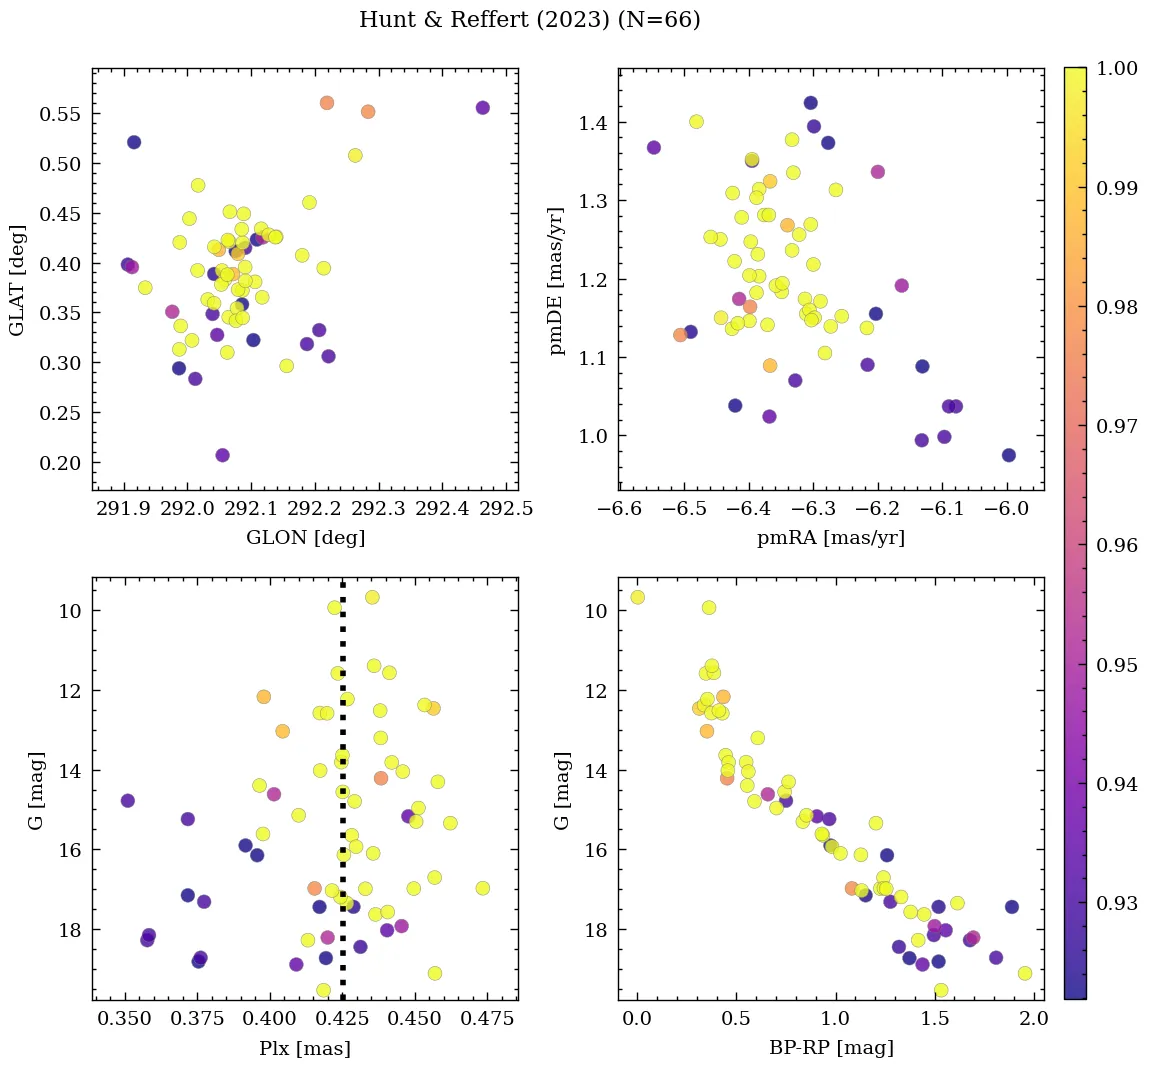 Hunt & Reffert (2023) (N=66)
GLAT [deg]
0.55
0.50
0.45
0.40
0.35
0.30
0.25
0.20
291.9 292.0 292.1 292.2 292.3 292.4 292.5
GLON [deg]
pmDE [mas/yr]
1.4
1.3
1.2
1.1
1.0
−6.6 −6.5 −6.4 −6.3 −6.2 −6.1 −6.0
pmRA [mas/yr]
1.00
0.99
0.98
0.97
0.96
0.95
0.94
0.93
G [mag]
10
12
14
16
18
0.350 0.375 0.400 0.425 0.450 0.475
Plx [mas]
G [mag]
10
12
14
16
18
0.0 0.5 1.0 1.5 2.0
BP-RP [mag]